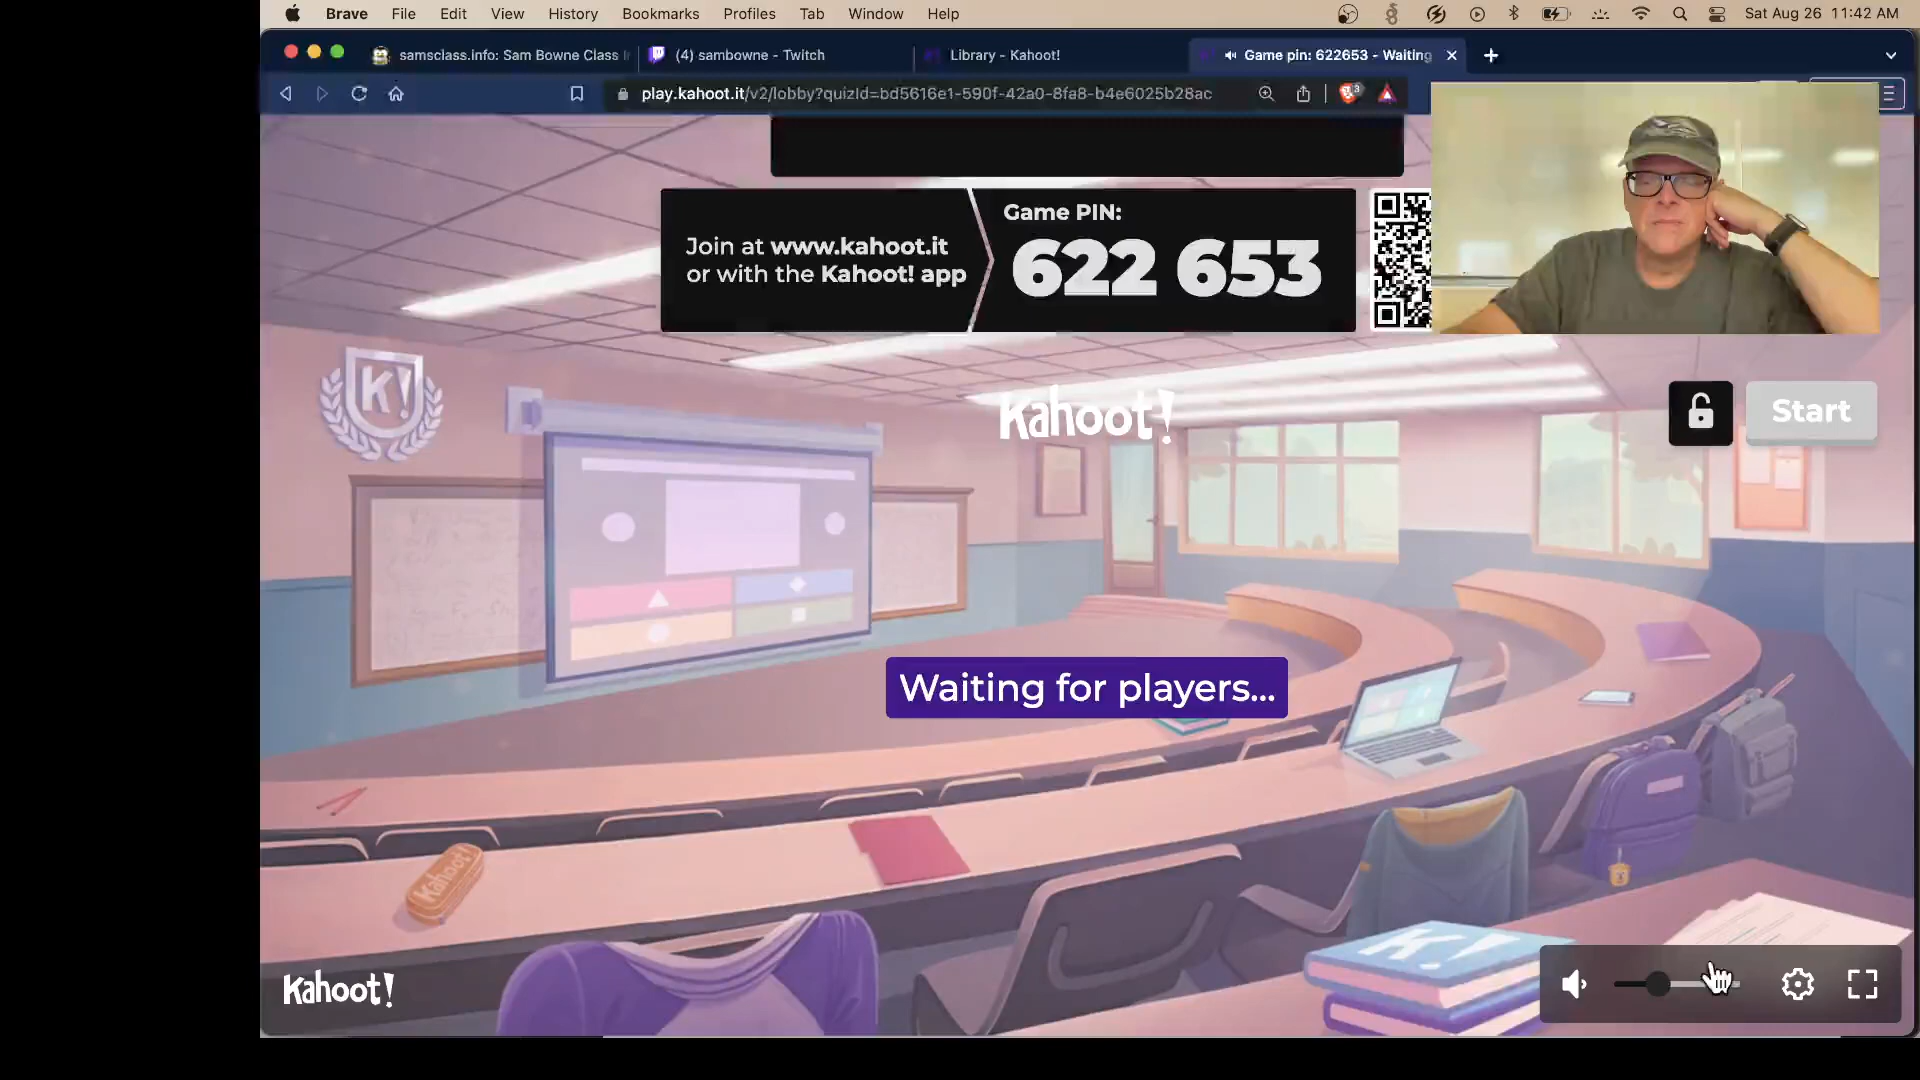 Brave File Edit View History Bookmarks Profiles Tab Window Help Sat Aug 26 11:42 AM
samsclass.info: Sam Bowne Class (4) sambowne - Twitch Library - Kahoot! Game pin: 622653 - Waiting
play.kahoot.it/v2/lobby?quizId=bd5616e1-590f-42a0-8fa8-b4e6025b28ac 3
Join at www.kahoot.it
or with the Kahoot! app
Game PIN:
622 653
K!
Kahoot!
Start
Waiting for players...
Kahoot!
K!
Kahoot!